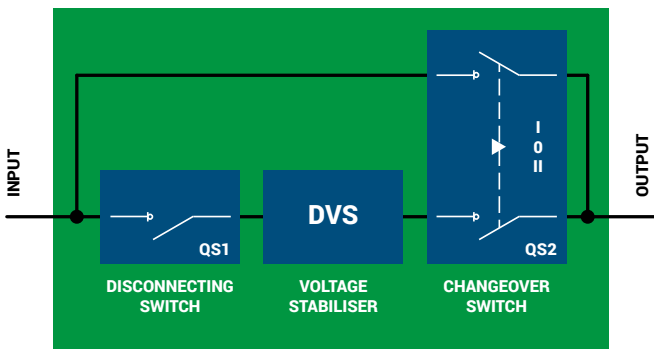 INPUT
QS1
DISCONNECTING
SWITCH
DVS
VOLTAGE
STABILISER
I
0
II
QS2
CHANGEOVER
SWITCH
OUTPUT